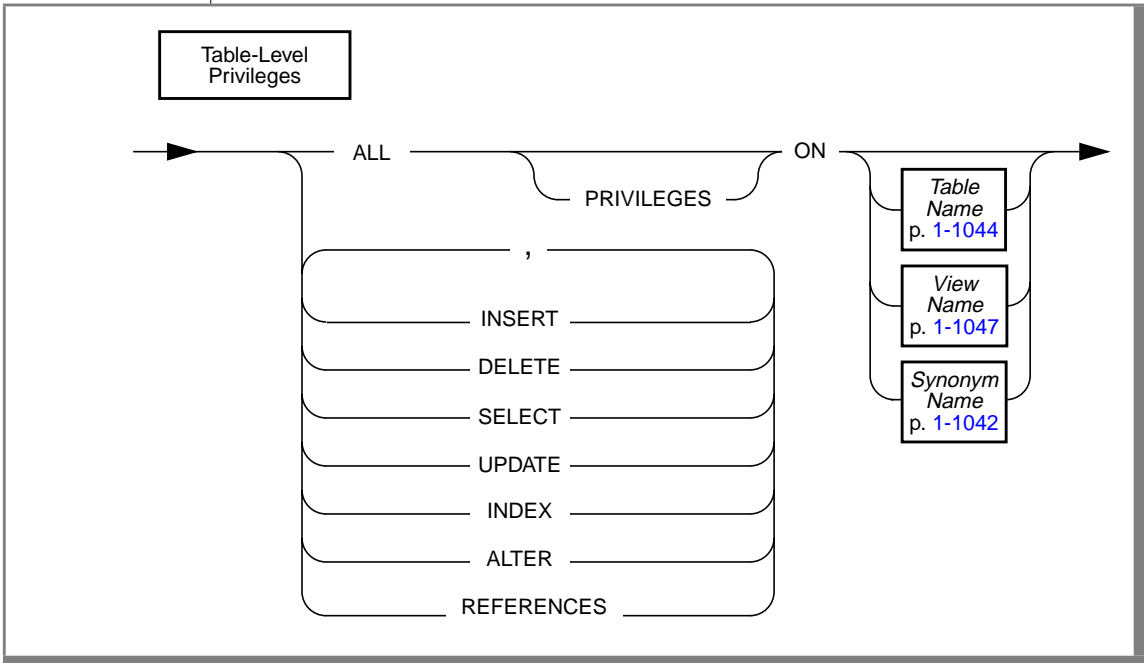 Table-Level
Privileges
ALL
PRIVILEGES
ON
Table
Name
p. 1-1044
View
Name
p. 1-1047
Synonym
Name
p. 1-1042
,
INSERT
DELETE
SELECT
UPDATE
INDEX
ALTER
REFERENCES